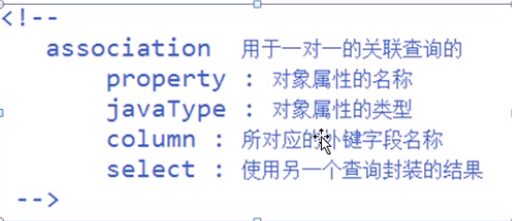 <!--
association 用于一对一的关联查询的
property : 对象属性的名称
javaType : 对象属性的类型
column : 所对应的外键字段名称
select : 使用另一个查询封装的结果
-->